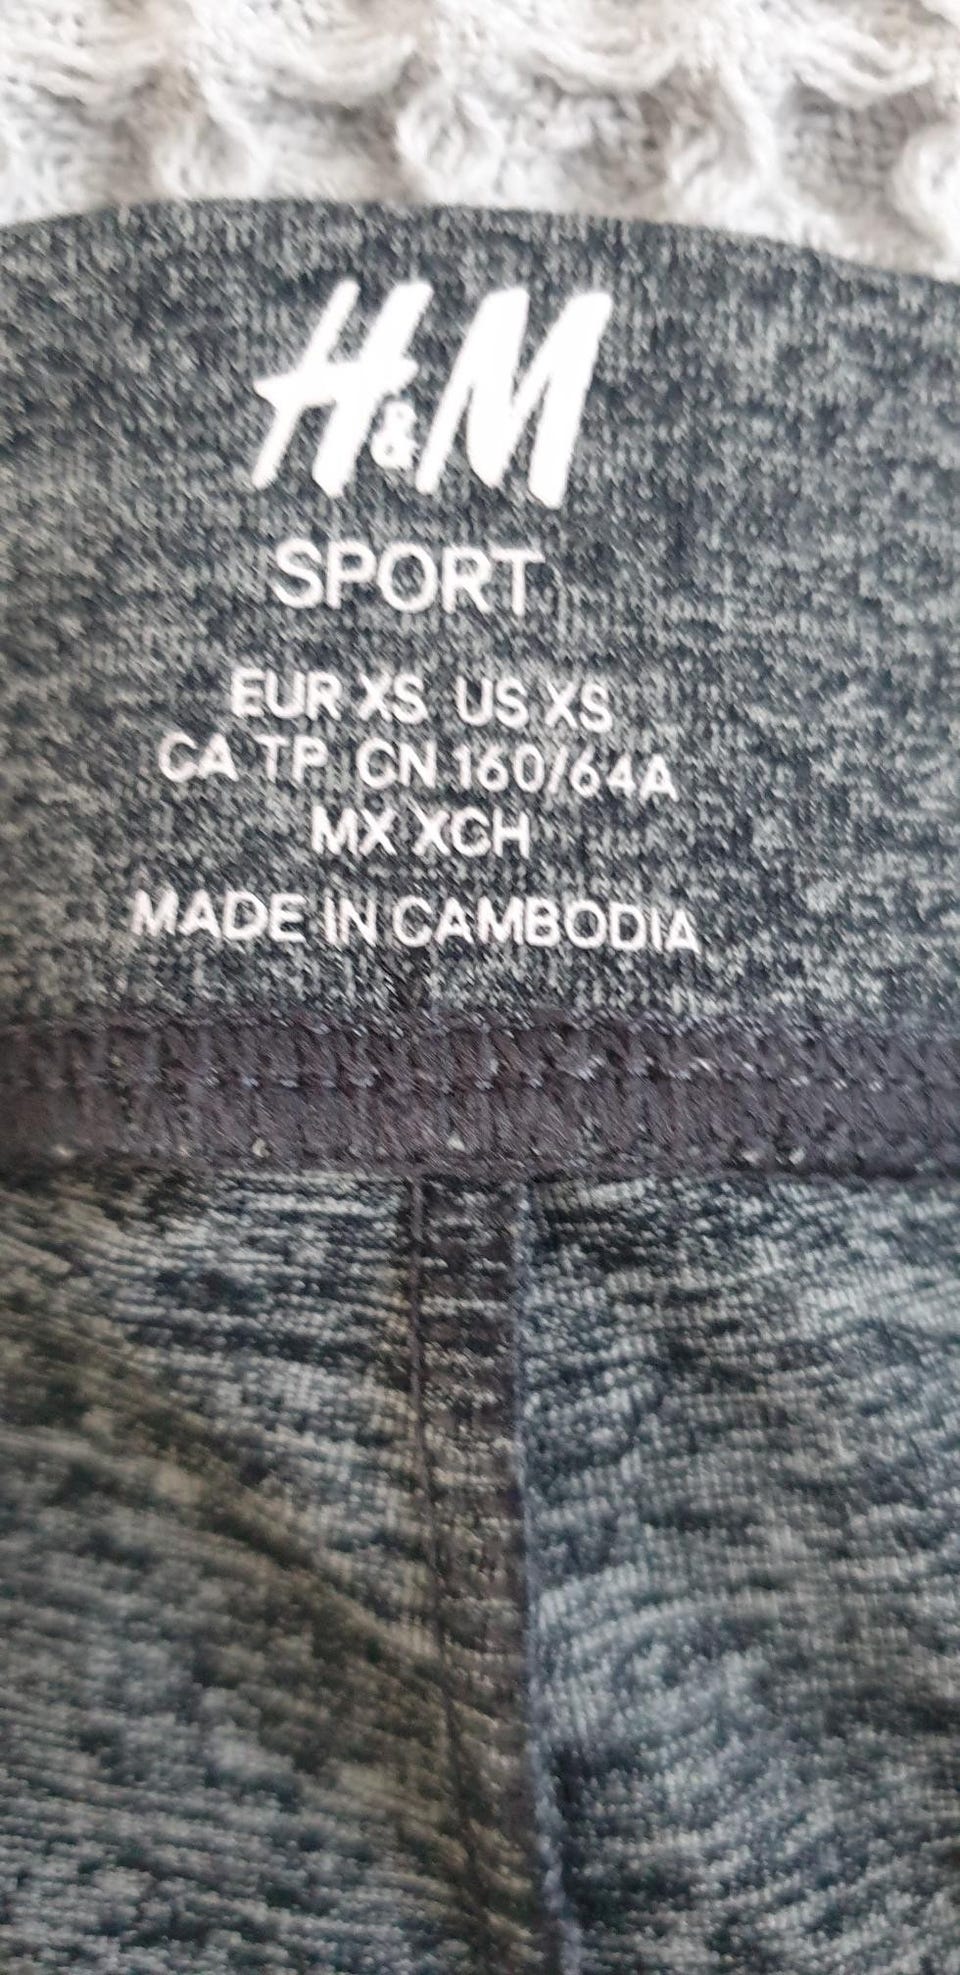 H&M
SPORT
EUR XS US XS
CA TP CN 160/64A
MX XCH
MADE IN CAMBODIA